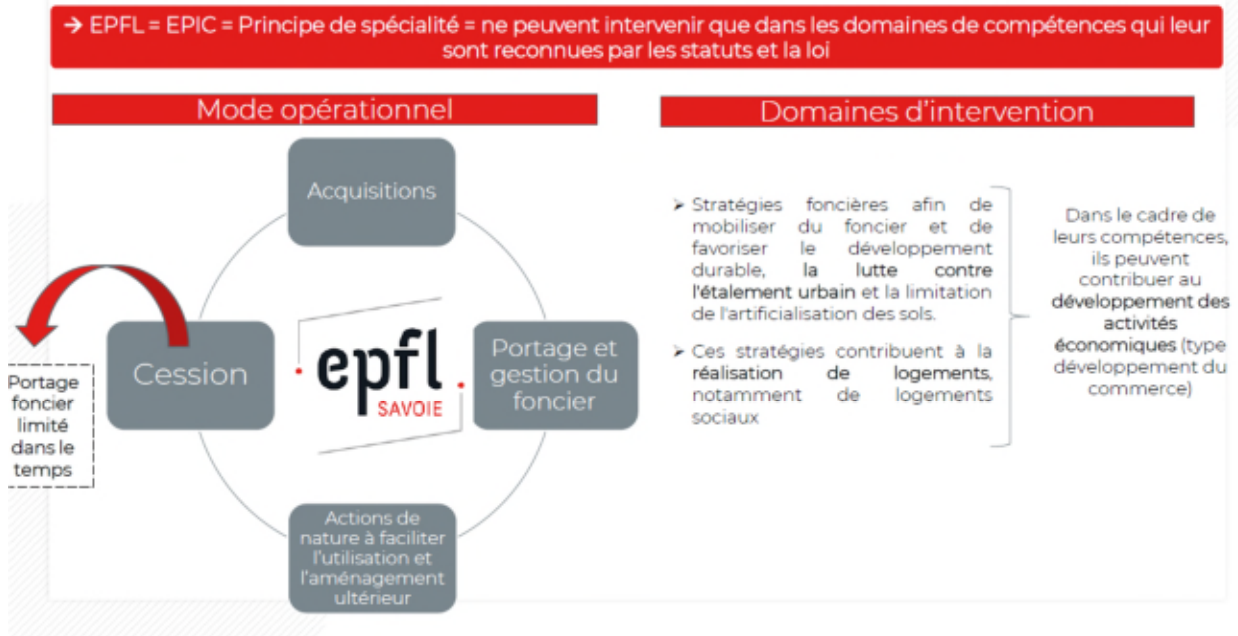 → EPFL = EPIC = Principe de spécialité = ne peuvent intervenir que dans les domaines de compétences qui leur
sont reconnues par les statuts et la loi
Mode opérationnel
Acquisitions
Portage et
gestion du
foncier
Actions de
nature à faciliter
l'utilisation et
l'aménagement
ultérieur
Cession
Portage
foncier
limité
dans le
temps
epfl
SAVOIE
Domaines d'intervention
➢ Stratégies foncières afin de
mobiliser du foncier et de
favoriser le développement
durable, la lutte contre
l'étalement urbain et la limitation
de l'artificialisation des sols.
➢ Ces stratégies contribuent à la
réalisation de logements,
notamment de logements
sociaux
Dans le cadre de
leurs compétences,
ils peuvent
contribuer au
développement des
activités
économiques (type
développement du
commerce)